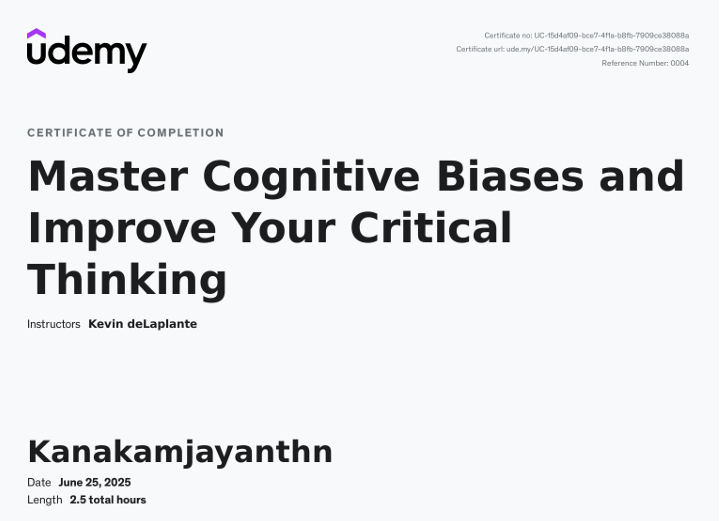 udemy
Certificate no: UC-15d4af09-bce7-4f1a-b8fb-7909ce38088a
Certificate url: ude.my/UC-15d4af09-bce7-4f1a-b8fb-7909ce38088a
Reference Number: 0004
CERTIFICATE OF COMPLETION
Master Cognitive Biases and
Improve Your Critical
Thinking
Instructors Kevin deLaplante
Kanakamjayanthn
Date June 25, 2025
Length 2.5 total hours